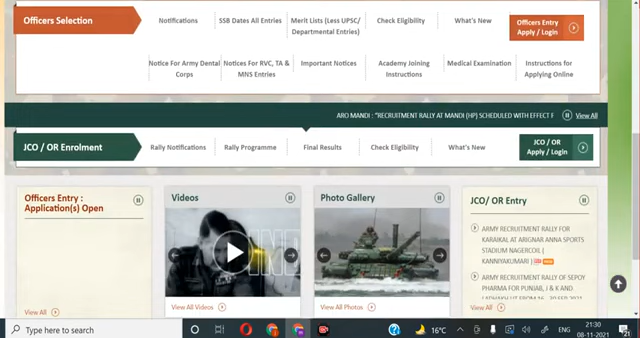 Officers Selection
Notifications
SSB Dates All Entries
Merit Lists (Less UPSC/
Departmental Entries)
Check Eligibility
What's New
Officers Entry
Apply / Login
Notice For Army Dental
Corps
Notices For RVC, TA &
MNS Entries
Important Notices
Academy Joining
Instructions
Medical Examination
Instructions for
Applying Online
ARO MANDI : "RECRUITMENT RALLY AT MANDI (HP) SCHEDULED WITH EFFECT F
View All
JCO / OR Enrolment
Rally Notifications
Rally Programme
Final Results
Check Eligibility
What's New
JCO / OR
Apply / Login
Officers Entry :
Application(s) Open
View All
Videos
View All Videos
Photo Gallery
View All Photos
JCO/ OR Entry
ARMY RECRUITMENT RALLY FOR
KARAIKAL AT ARIGNAR ANNA SPORTS
STADIUM NAGERCOIL (
KANNIYAKUMARI )
ARMY RECRUITMENT RALLY OF SEPOY
PHARMA FOR PUNJAB, J & K AND
View All
Type here to search
16°C
ENG
21:30
08-11-2021
21